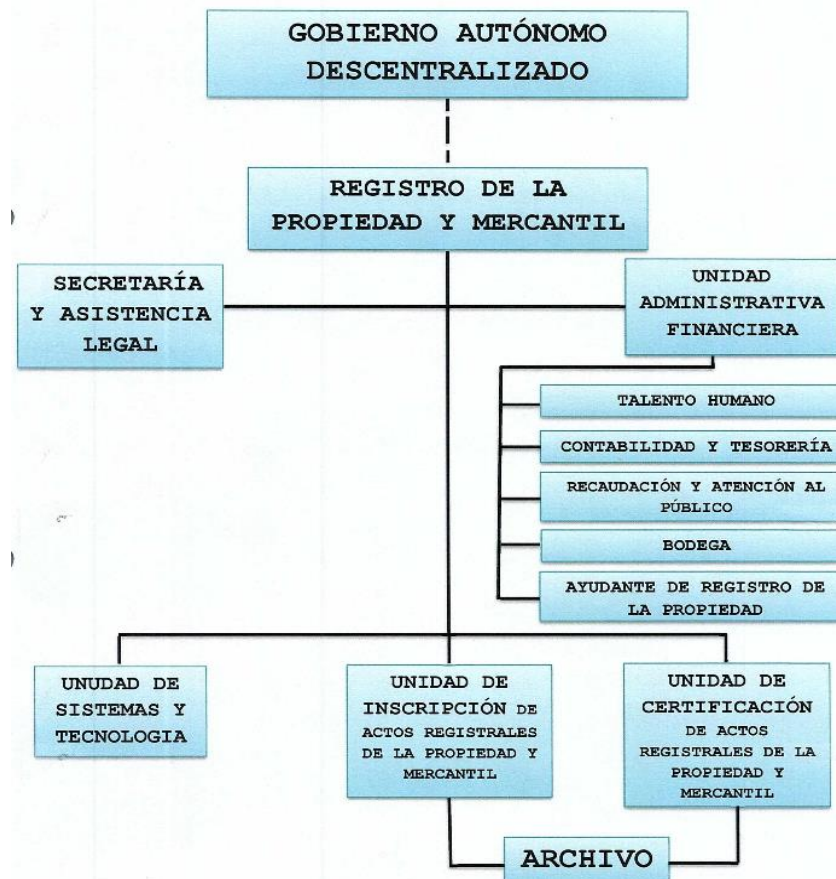 GOBIERNO AUTÓNOMO
DESCENTRALIZADO
REGISTRO DE LA
PROPIEDAD Y MERCANTIL
SECRETARÍA
Y ASISTENCIA
LEGAL
UNIDAD
ADMINISTRATIVA
FINANCIERA
TALENTO HUMANO
CONTABILIDAD Y TESORERÍA
RECAUDACIÓN Y ATENCIÓN AL
PÚBLICO
BODEGA
AYUDANTE DE REGISTRO DE
LA PROPIEDAD
UNUDAD DE
SISTEMAS Y
TECNOLOGIA
UNIDAD DE
INSCRIPCIÓN DE
ACTOS REGISTRALES
DE LA PROPIEDAD Y
MERCANTIL
UNIDAD DE
CERTIFICACIÓN
DE ACTOS
REGISTRALES DE LA
PROPIEDAD Y
MERCANTIL
ARCHIVO